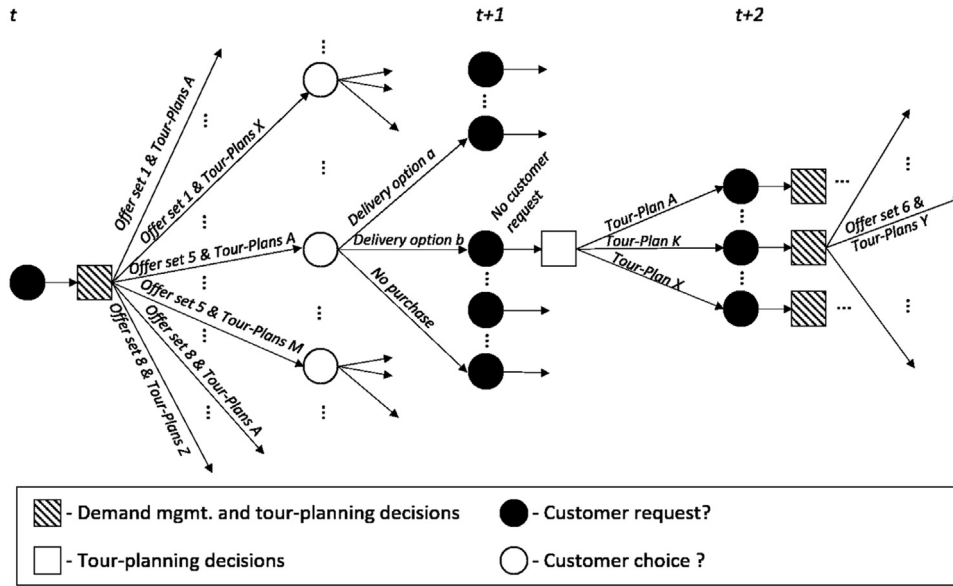 t
t+1
t+2
Offer set 1 & Tour-Plans A
Offer set 1 & Tour-Plans X
Offer set 5 & Tour-Plans A
Offer set 5 & Tour-Plans M
Offer set 8 & Tour-Plans A
Offer set 8 & Tour-Plans Z
Delivery option a
Delivery option b
No purchase
No customer
request
Tour-Plan A
Tour-Plan K
Tour-Plan X
Offer set 6 &
Tour-Plans Y
- Demand mgmt. and tour-planning decisions
- Customer request?
- Tour-planning decisions
- Customer choice ?